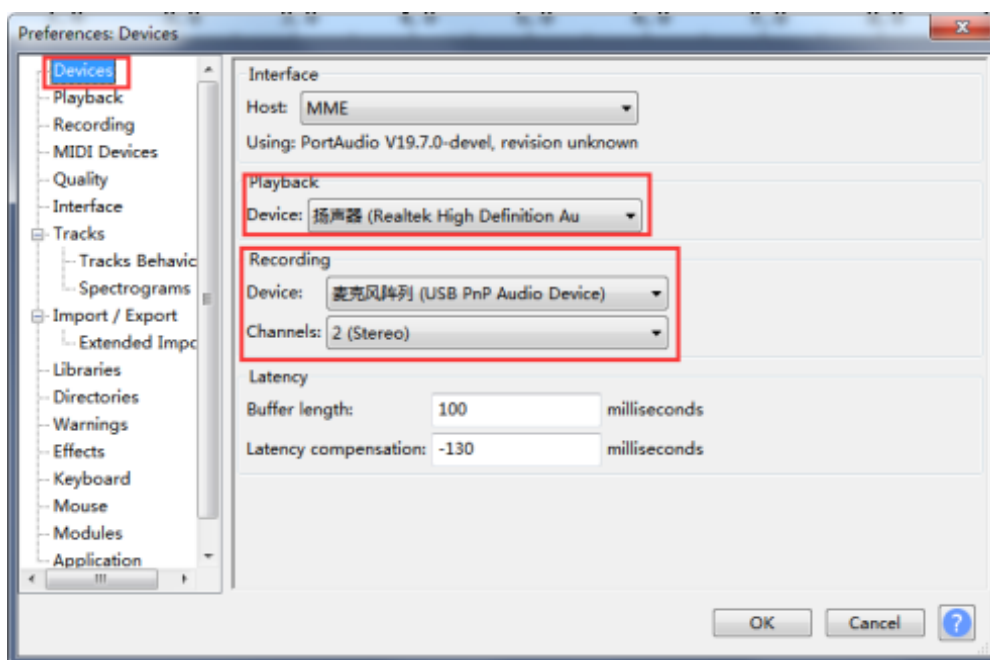 Preferences: Devices
Devices
Playback
Recording
MIDI Devices
Quality
Interface
Tracks
Tracks Behavic
Spectrograms
Import / Export
Extended Impc
Libraries
Directories
Warnings
Effects
Keyboard
Mouse
Modules
Application
Interface
Host: MME
Using: PortAudio V19.7.0-devel, revision unknown
Playback
Device: 扬声器 (Realtek High Definition Au
Recording
Device: 麦克风阵列 (USB PnP Audio Device)
Channels: 2 (Stereo)
Latency
Buffer length: 100 milliseconds
Latency compensation: -130 milliseconds
OK Cancel ?